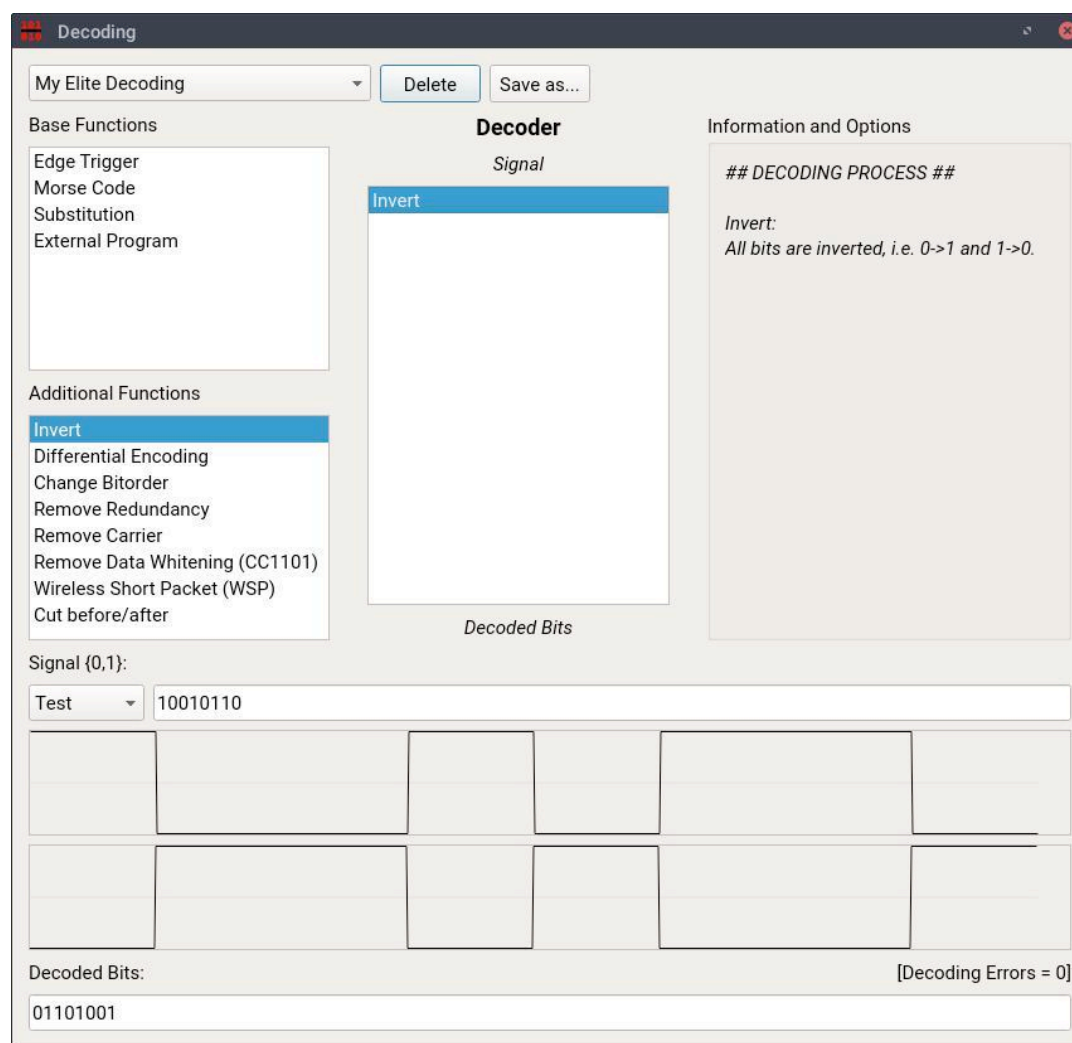 Decoding
My Elite Decoding
Delete
Save as...
Base Functions
Edge Trigger
Morse Code
Substitution
External Program
Additional Functions
Invert
Differential Encoding
Change Bitorder
Remove Redundancy
Remove Carrier
Remove Data Whitening (CC1101)
Wireless Short Packet (WSP)
Cut before/after
Decoder
Signal
Invert
Decoded Bits
Information and Options
## DECODING PROCESS ##
Invert:
All bits are inverted, i.e. 0->1 and 1->0.
Signal {0,1}:
Test
10010110
Decoded Bits:
[Decoding Errors = 0]
01101001